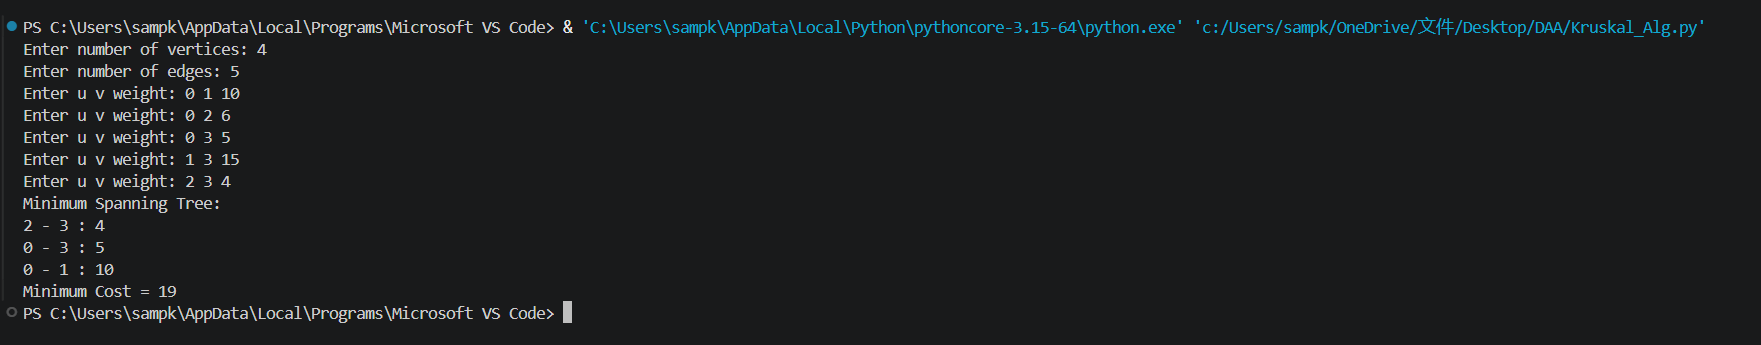 PS C:\Users\sampk\AppData\Local\Programs\Microsoft VS Code> & 'C:\Users\sampk\AppData\Local\Python\pythoncore-3.15-64\python.exe' 'c:/Users/sampk/OneDrive/文件/Desktop/DAA/Kruskal_Alg.py'
Enter number of vertices: 4
Enter number of edges: 5
Enter u v weight: 0 1 10
Enter u v weight: 0 2 6
Enter u v weight: 0 3 5
Enter u v weight: 1 3 15
Enter u v weight: 2 3 4
Minimum Spanning Tree:
2 - 3 : 4
0 - 3 : 5
0 - 1 : 10
Minimum Cost = 19
PS C:\Users\sampk\AppData\Local\Programs\Microsoft VS Code>